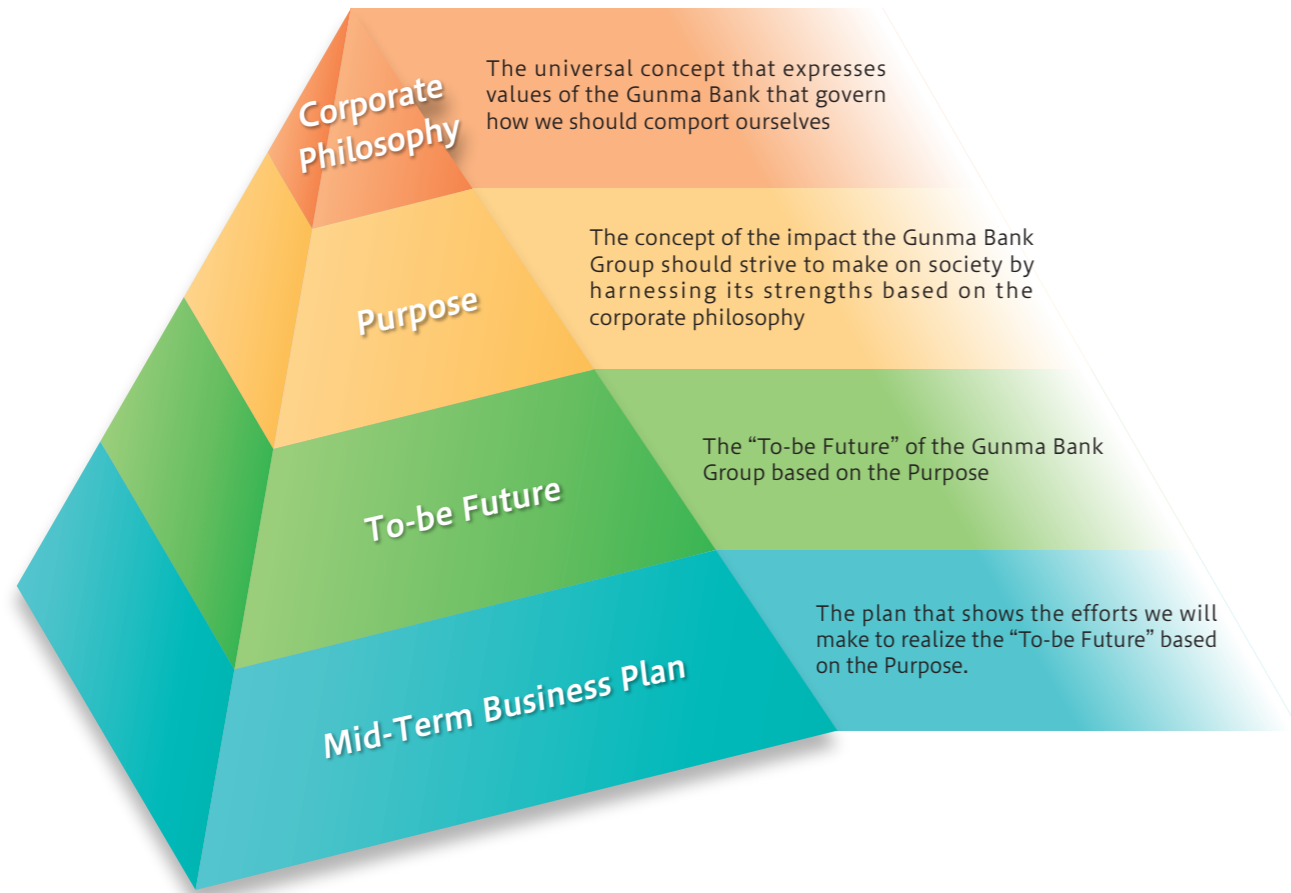 Corporate
Philosophy
The universal concept that expresses
values of the Gunma Bank that govern
how we should comport ourselves
Purpose
The concept of the impact the Gunma Bank
Group should strive to make on society by
harnessing its strengths based on the
corporate philosophy
To-be Future
The “To-be Future” of the Gunma Bank
Group based on the Purpose
Mid-Term Business Plan
The plan that shows the efforts we will
make to realize the “To-be Future” based
on the Purpose.